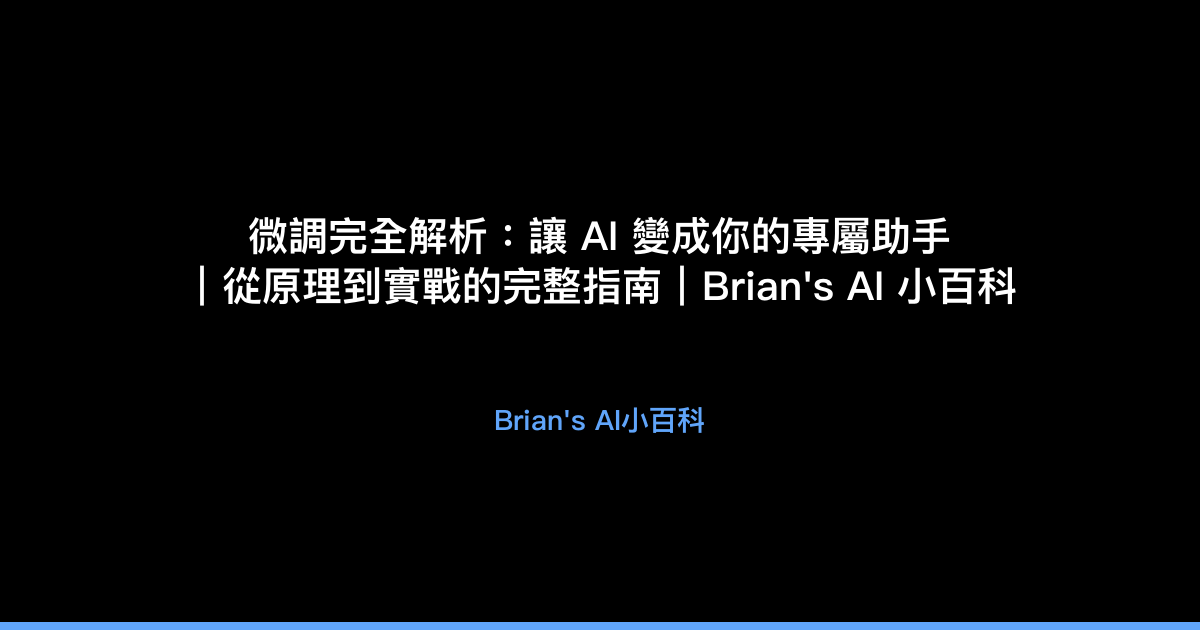 微調完全解析：讓 AI 變成你的專屬助手
｜從原理到實戰的完整指南｜Brian's AI 小百科
Brian's AI小百科